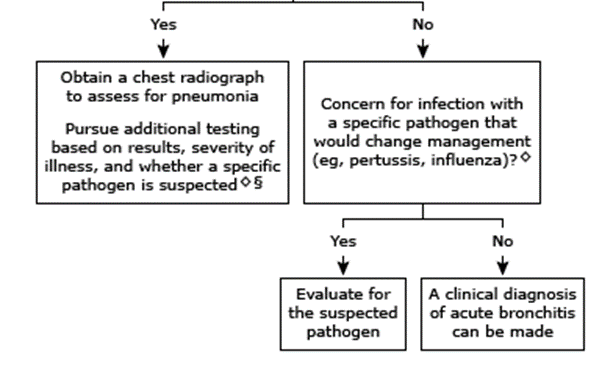 Yes
No
Obtain a chest radiograph
to assess for pneumonia
Pursue additional testing
based on results, severity of
illness, and whether a specific
pathogen is suspected◇§
Concern for infection with
a specific pathogen that
would change management
(eg, pertussis, influenza)?◇
Yes
No
Evaluate for
the suspected
pathogen
A clinical diagnosis
of acute bronchitis
can be made